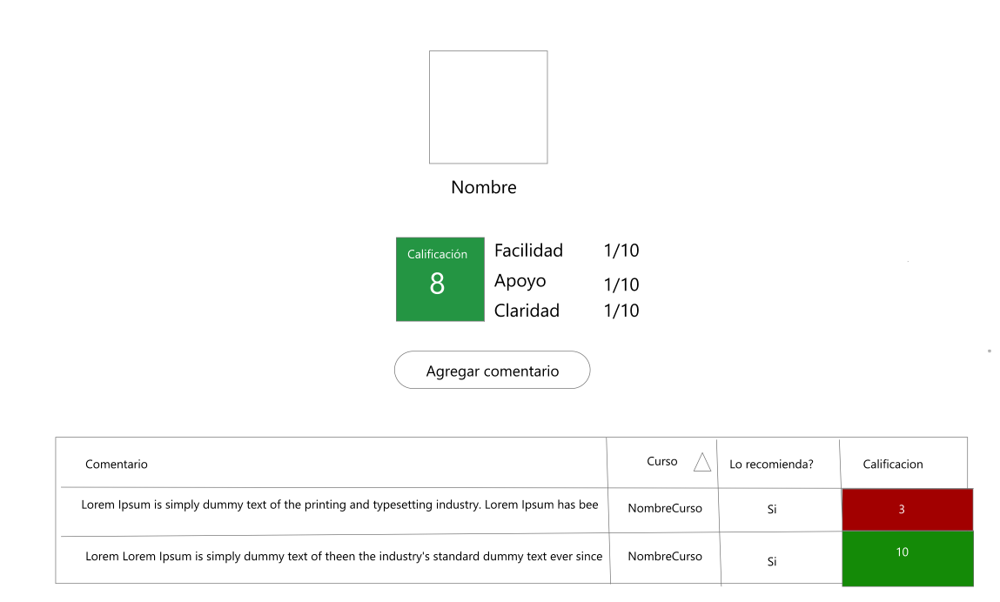 Nombre
Calificación
8
Facilidad 1/10
Apoyo 1/10
Claridad 1/10
Agregar comentario
Comentario Curso Lo recomienda? Calificacion
Lorem Ipsum is simply dummy text of the printing and typesetting industry. Lorem Ipsum has bee NombreCurso Si 3
Lorem Lorem Ipsum is simply dummy text of theen the industry's standard dummy text ever since NombreCurso Si 10